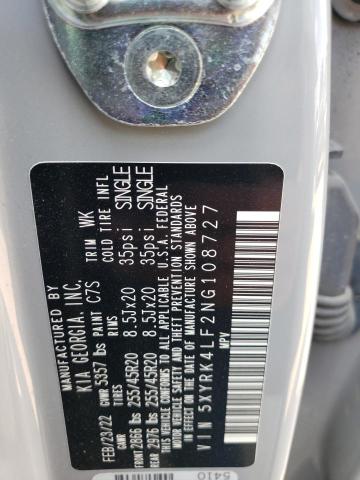 MANUFACTURED BY
KIA GEORGIA, INC.
FEB/23/22 GVWR 5357 lbs PAINT C7S TRIM WK
GAWR TIRE RIMS COLD TIRE INFL
FRONT 2866 lbs 255/45R20 8.5Jx20 35psi SINGLE
REAR 2976 lbs 255/45R20 8.5Jx20 35psi SINGLE
THIS VEHICLE CONFORMS TO ALL APPLICABLE U.S.A. FEDERAL
MOTOR VEHICLE SAFETY, BUMPER, AND THEFT PREVENTION STANDARDS
IN EFFECT ON THE DATE OF MANUFACTURE SHOWN ABOVE
VIN 5XYRK4LF2NG108727
MPV
5410